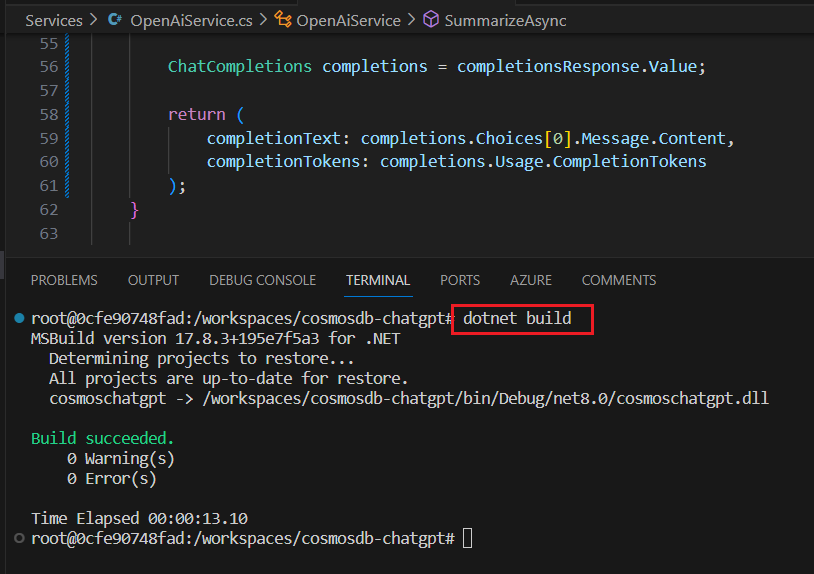 Services > OpenAiService.cs > OpenAiService > SummarizeAsync
55
56 ChatCompletions completions = completionsResponse.Value;
57
58 return (
59 completionText: completions.Choices[0].Message.Content,
60 completionTokens: completions.Usage.CompletionTokens
61 );
62 }
63
PROBLEMS OUTPUT DEBUG CONSOLE TERMINAL PORTS AZURE COMMENTS
root@0cfe90748fad:/workspaces/cosmosdb-chatgpt# dotnet build
MSBuild version 17.8.3+195e7f5a3 for .NET
Determining projects to restore...
All projects are up-to-date for restore.
cosmoschatgpt -> /workspaces/cosmosdb-chatgpt/bin/Debug/net8.0/cosmoschatgpt.dll
Build succeeded.
0 Warning(s)
0 Error(s)
Time Elapsed 00:00:13.10
root@0cfe90748fad:/workspaces/cosmosdb-chatgpt#